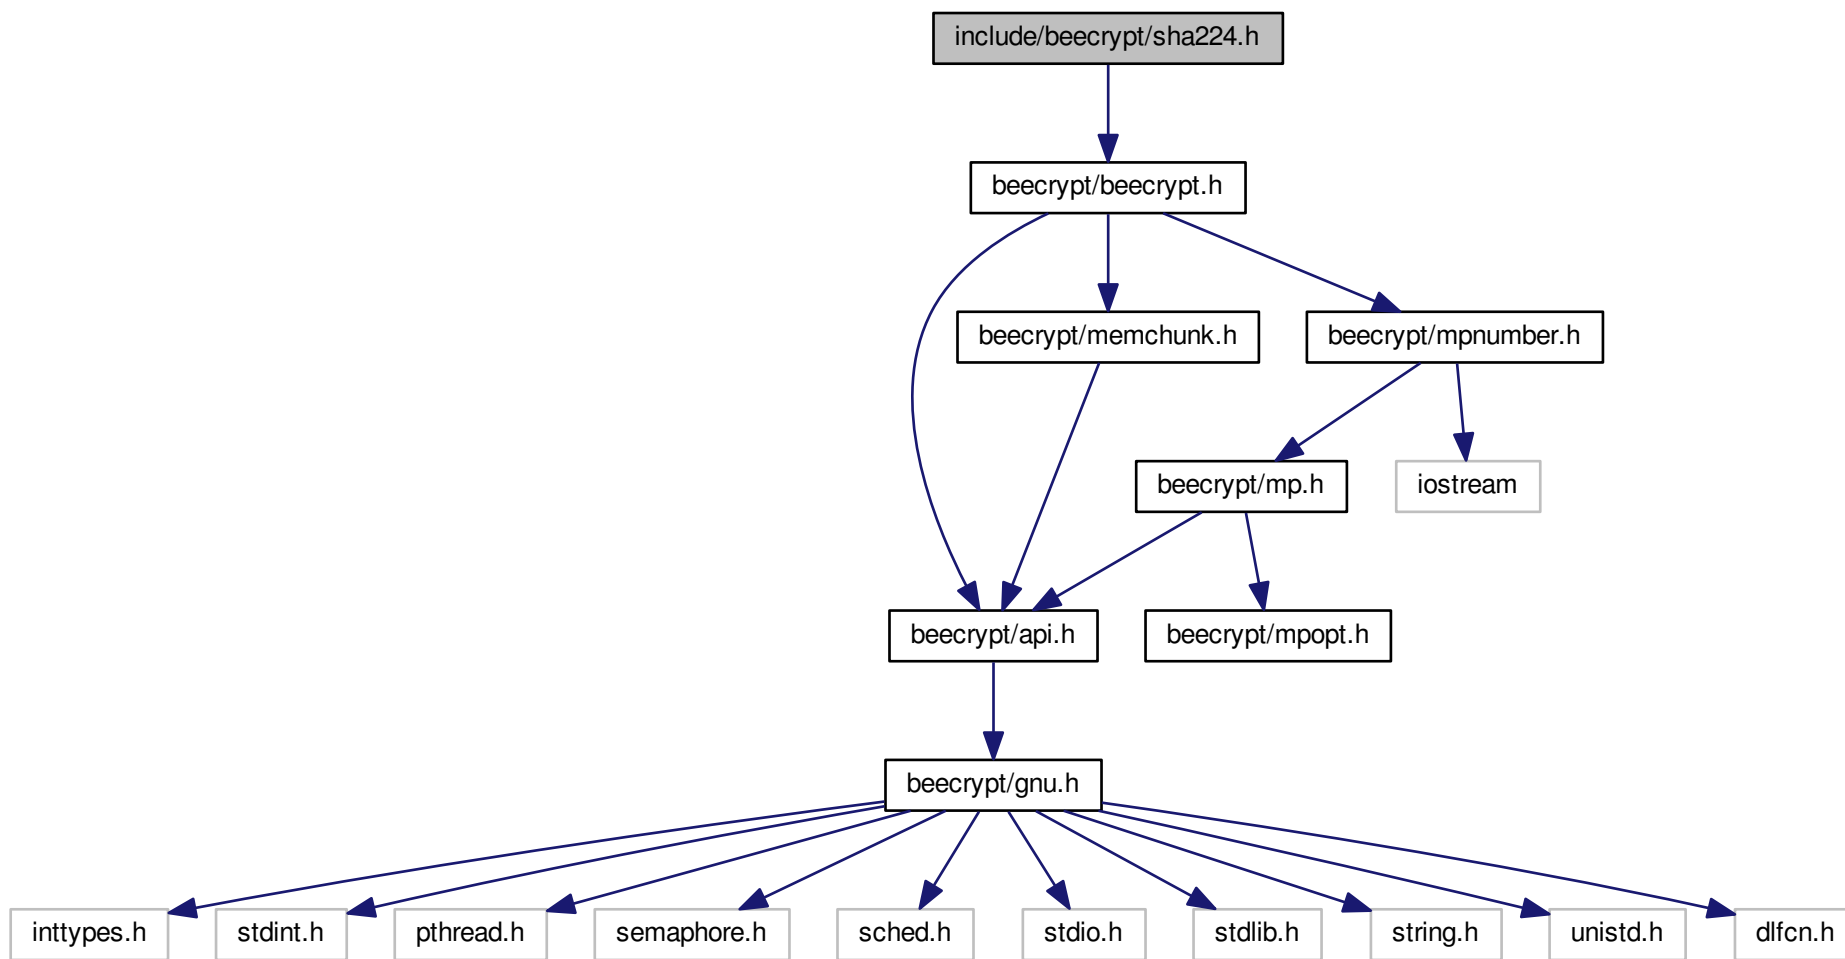 include/beecrypt/sha224.h
beecrypt/beecrypt.h
beecrypt/memchunk.h
beecrypt/mpnumber.h
beecrypt/mp.h
iostream
beecrypt/api.h
beecrypt/mpopt.h
beecrypt/gnu.h
inttypes.h
stdint.h
pthread.h
semaphore.h
sched.h
stdio.h
stdlib.h
string.h
unistd.h
dlfcn.h